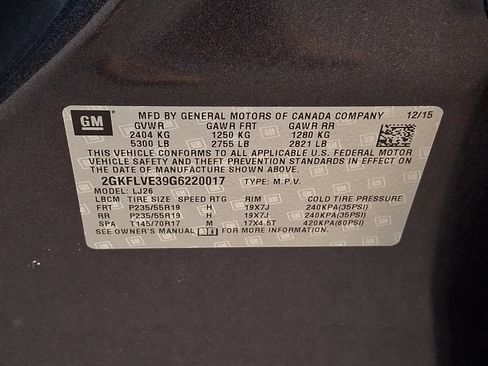 GM
MFD BY GENERAL MOTORS OF CANADA COMPANY 12/15
GVWR GAWR FRT GAWR RR
2404 KG 1250 KG 1280 KG
5300 LB 2755 LB 2821 LB
THIS VEHICLE CONFORMS TO ALL APPLICABLE U.S. FEDERAL MOTOR
VEHICLE SAFETY AND THEFT PREVENTION STANDARDS IN EFFECT ON
THE DATE OF MANUFACTURE SHOWN ABOVE.
2GKFLVE39G6220017 TYPE: M.P.V.
MODEL: LJ26
LBCM TIRE SIZE SPEED RTG RIM COLD TIRE PRESSURE
FRT P235/55R19 H 19X7J 240KPA(35PSI)
RR P235/55R19 H 19X7J 240KPA(35PSI)
SPA T145/70R17 M 17X4.5T 420KPA(60PSI)
SEE OWNER'S MANUAL FOR MORE INFORMATION.